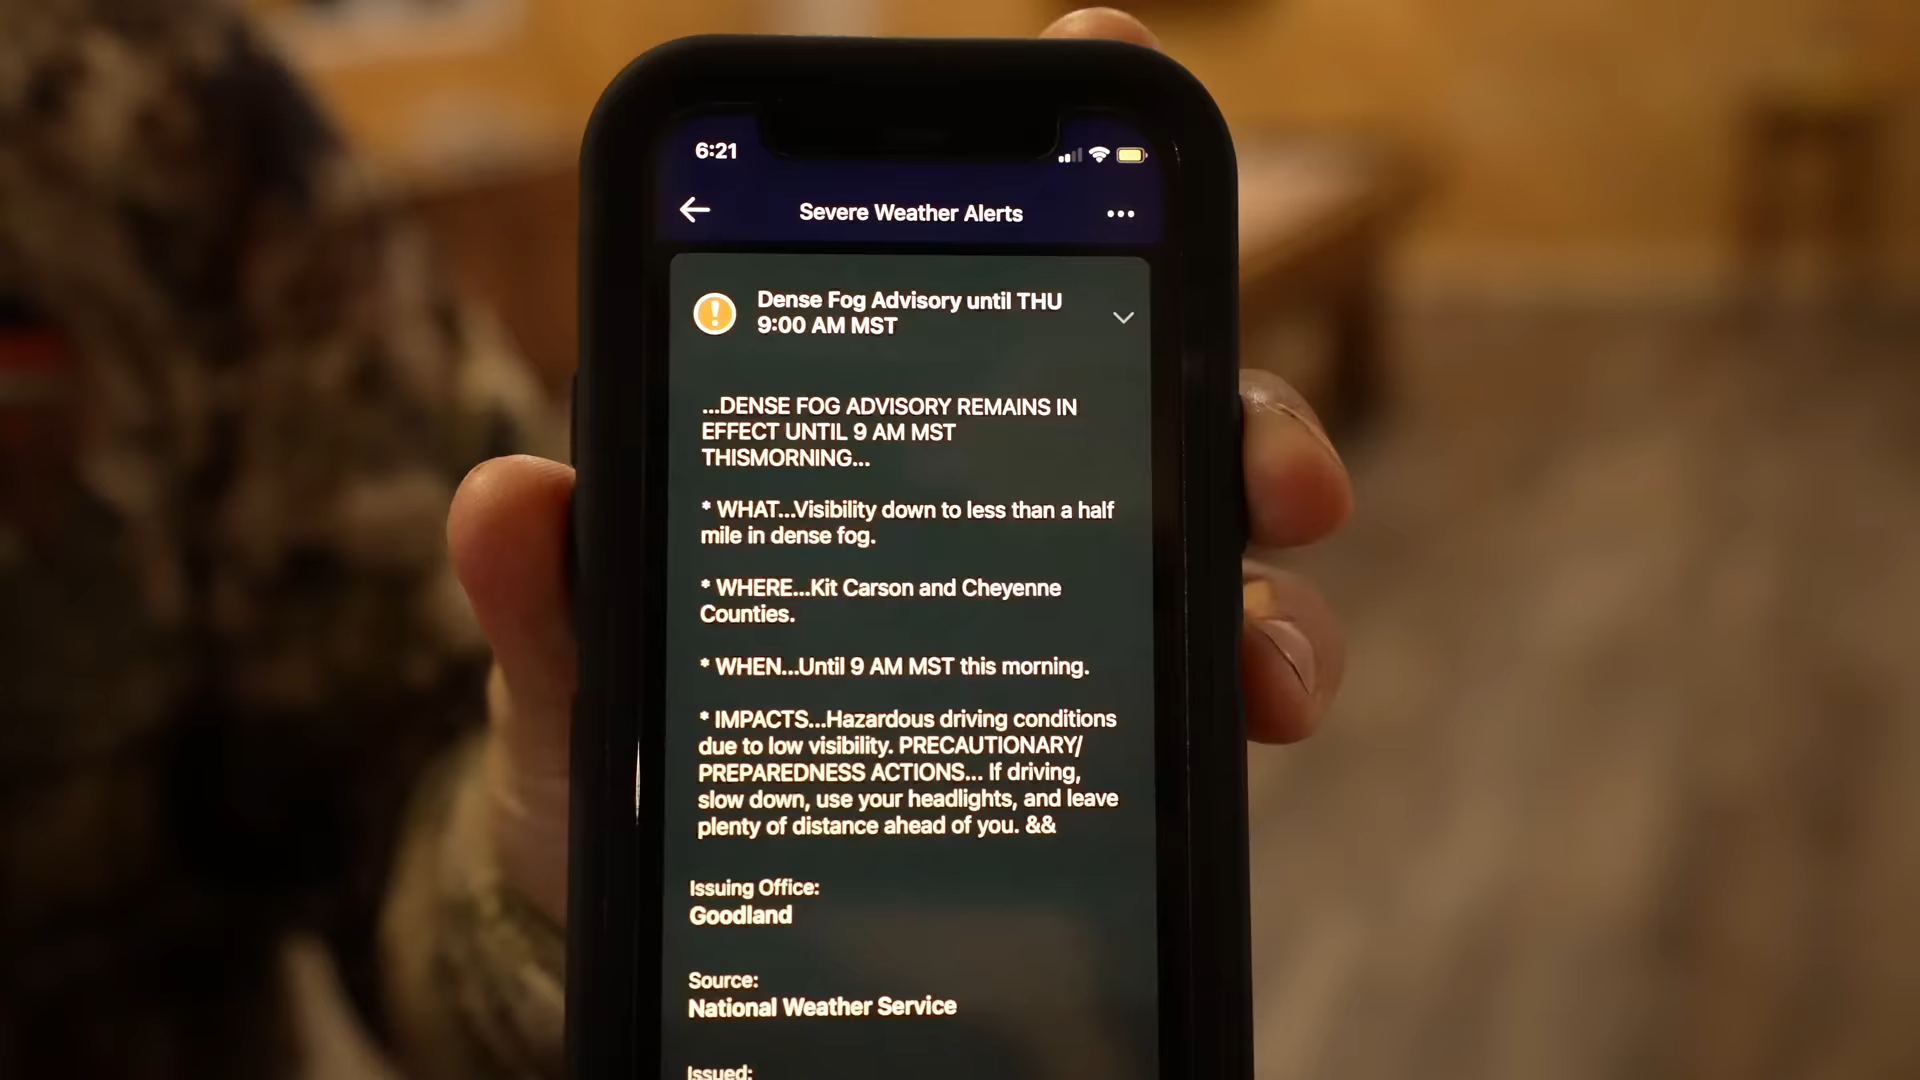 6:21
Severe Weather Alerts
Dense Fog Advisory until THU
9:00 AM MST
...DENSE FOG ADVISORY REMAINS IN
EFFECT UNTIL 9 AM MST
THISMORNING...
* WHAT...Visibility down to less than a half
mile in dense fog.
* WHERE...Kit Carson and Cheyenne
Counties.
* WHEN...Until 9 AM MST this morning.
* IMPACTS...Hazardous driving conditions
due to low visibility. PRECAUTIONARY/
PREPAREDNESS ACTIONS... If driving,
slow down, use your headlights, and leave
plenty of distance ahead of you. &&
Issuing Office:
Goodland
Source:
National Weather Service
Issued: